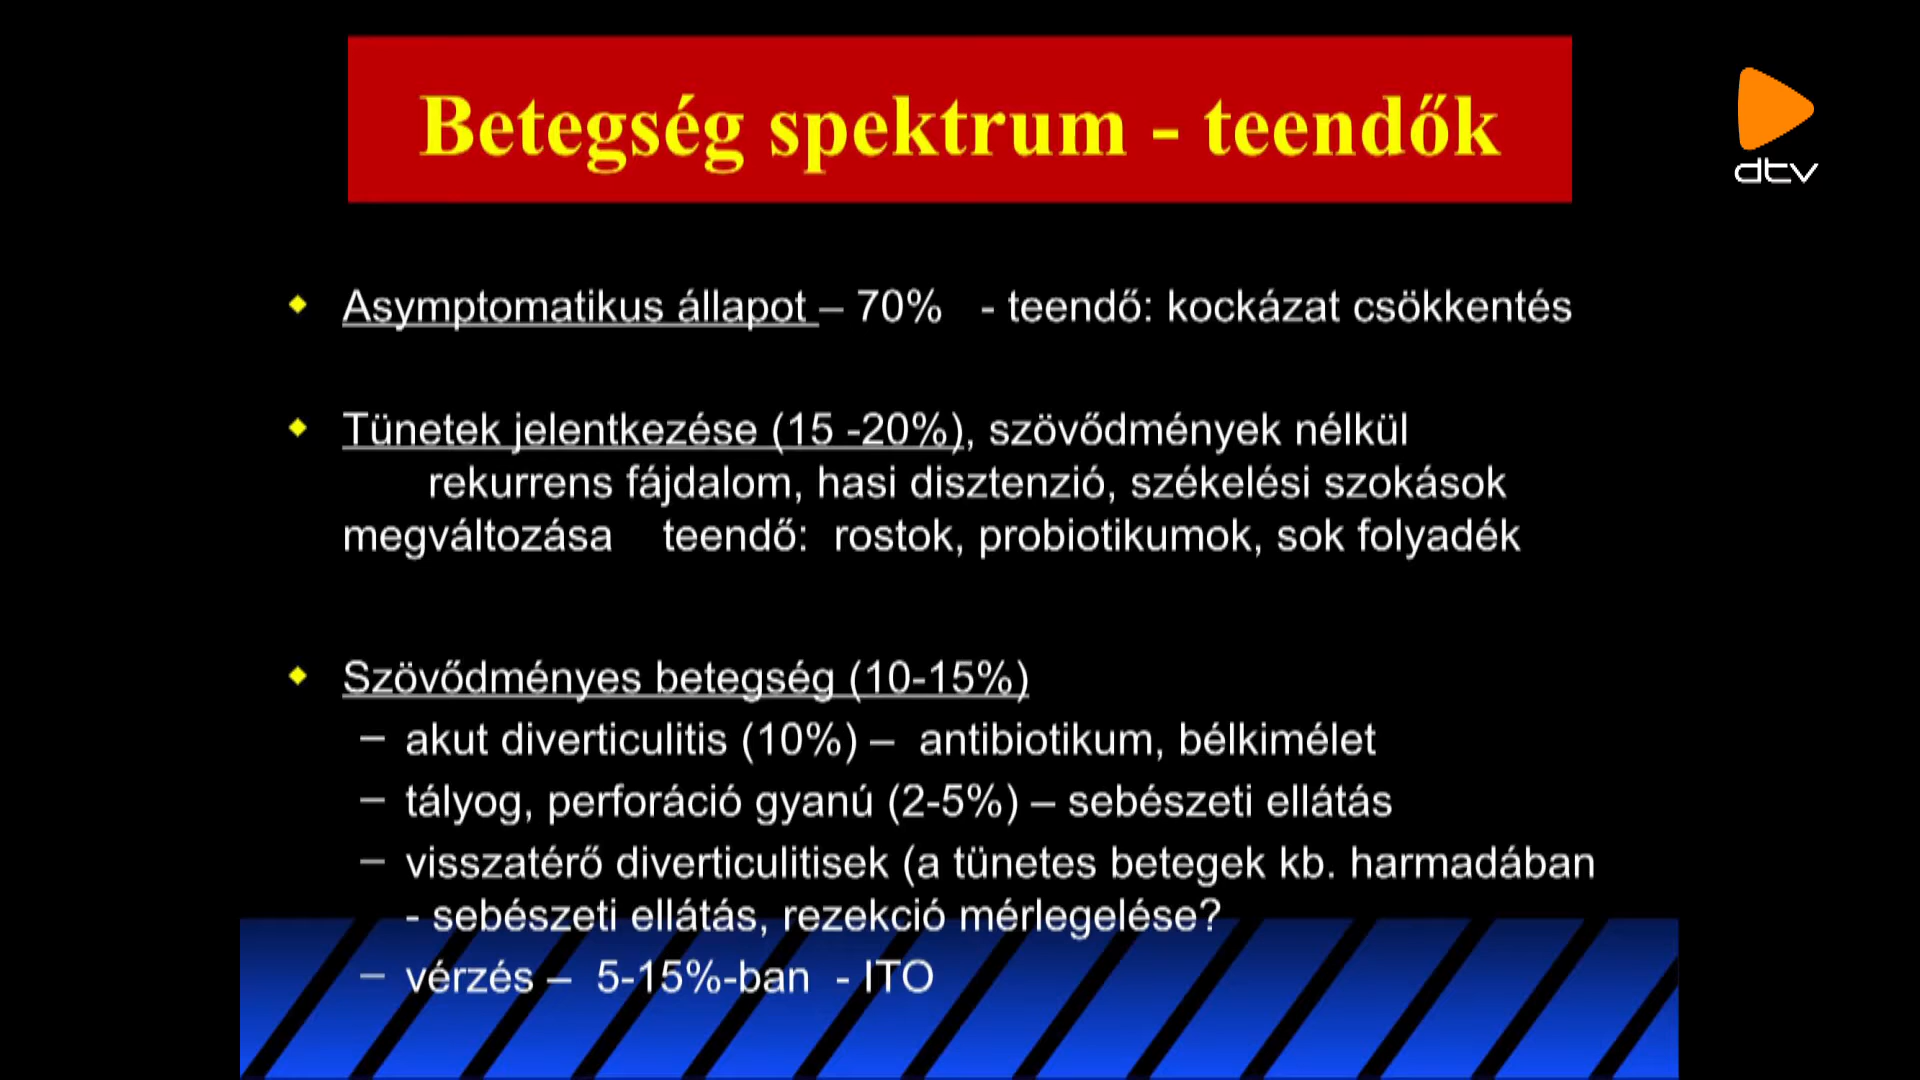 Betegség spektrum - teendők
dtv
Asymptomatikus állapot – 70%   - teendő: kockázat csökkentés
Tünetek jelentkezése (15 -20%), szövődmények nélkül
rekurrens fájdalom, hasi disztenzió, székelési szokások
megváltozása    teendő:  rostok, probiotikumok, sok folyadék
Szövődményes betegség (10-15%)
– akut diverticulitis (10%) –  antibiotikum, bélkimélet
– tályog, perforáció gyanú (2-5%) – sebészeti ellátás
– visszatérő diverticulitisek (a tünetes betegek kb. harmadában
- sebészeti ellátás, rezekció mérlegelése?
– vérzés –  5-15%-ban  - ITO